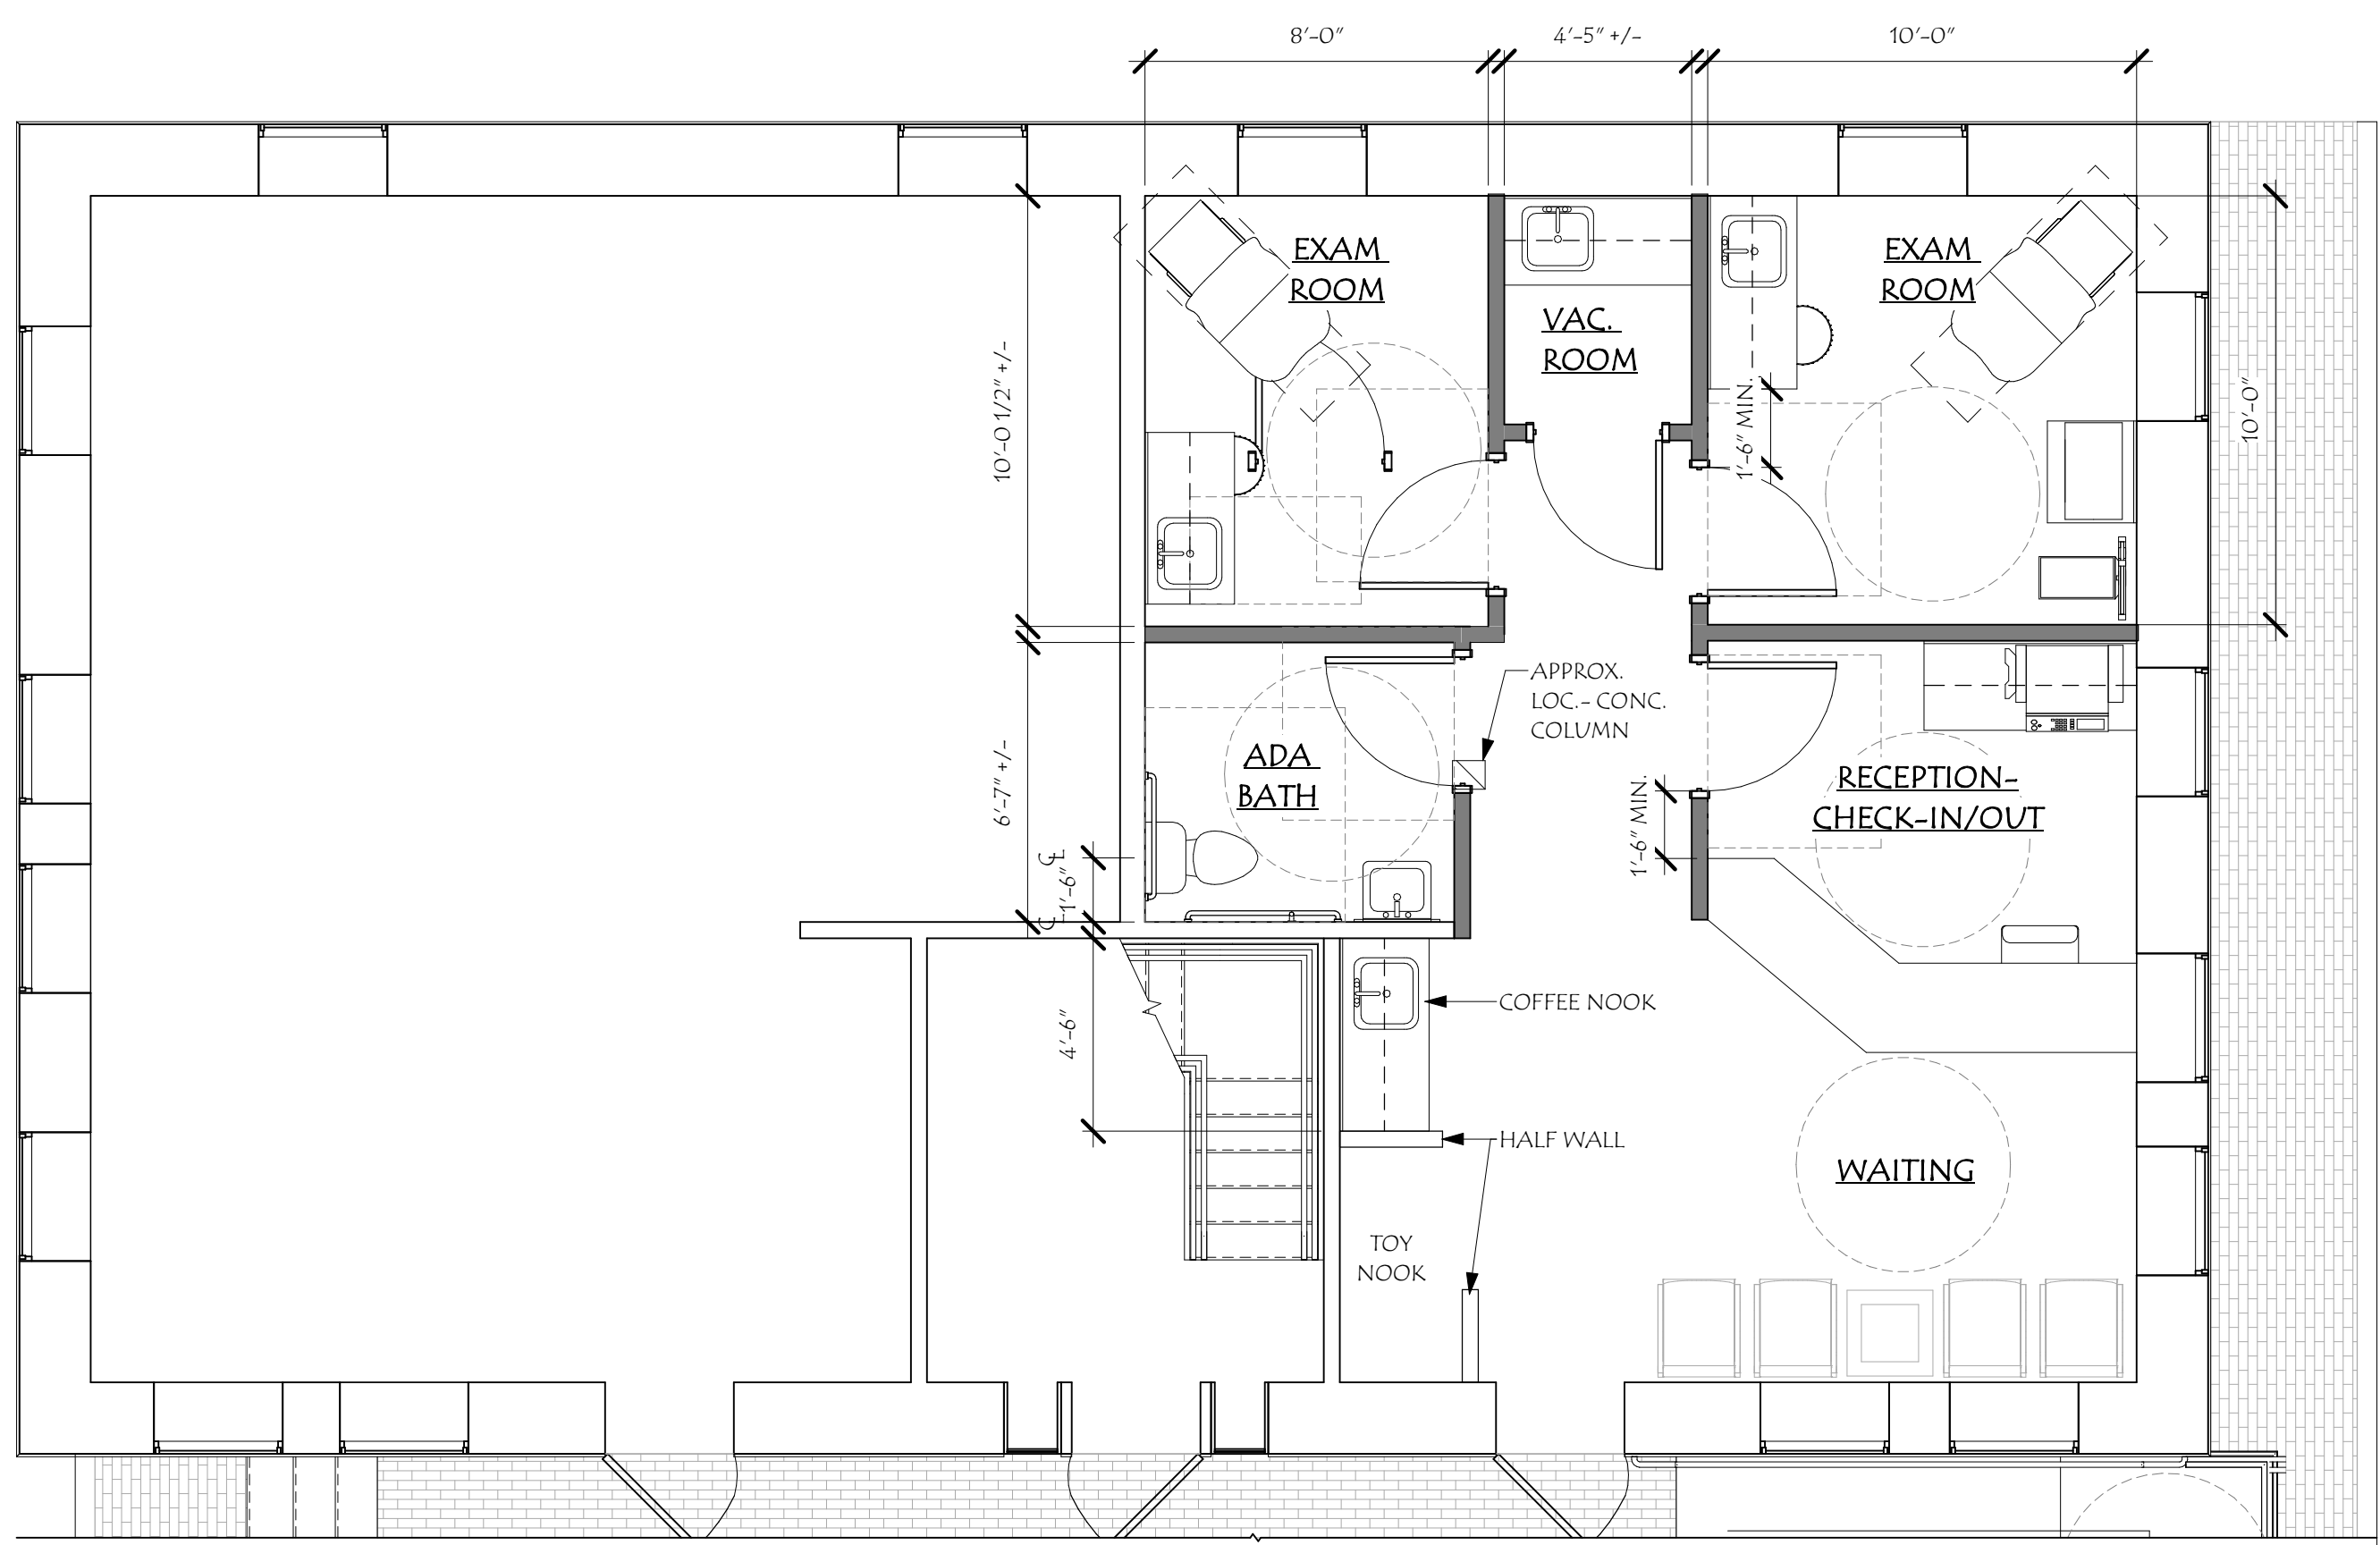 8'-0"
4'-5" +/-
10'-0"
EXAM
ROOM
VAC.
ROOM
EXAM
ROOM
10'-0 1/2" +/-
1'-6" MIN.
10'-0"
APPROX.
LOC.- CONC.
COLUMN
ADA
BATH
RECEPTION-
CHECK-IN/OUT
6'-7" +/-
1'-6" MIN.
1'-6"
4'-6"
COFFEE NOOK
HALF WALL
WAITING
TOY
NOOK